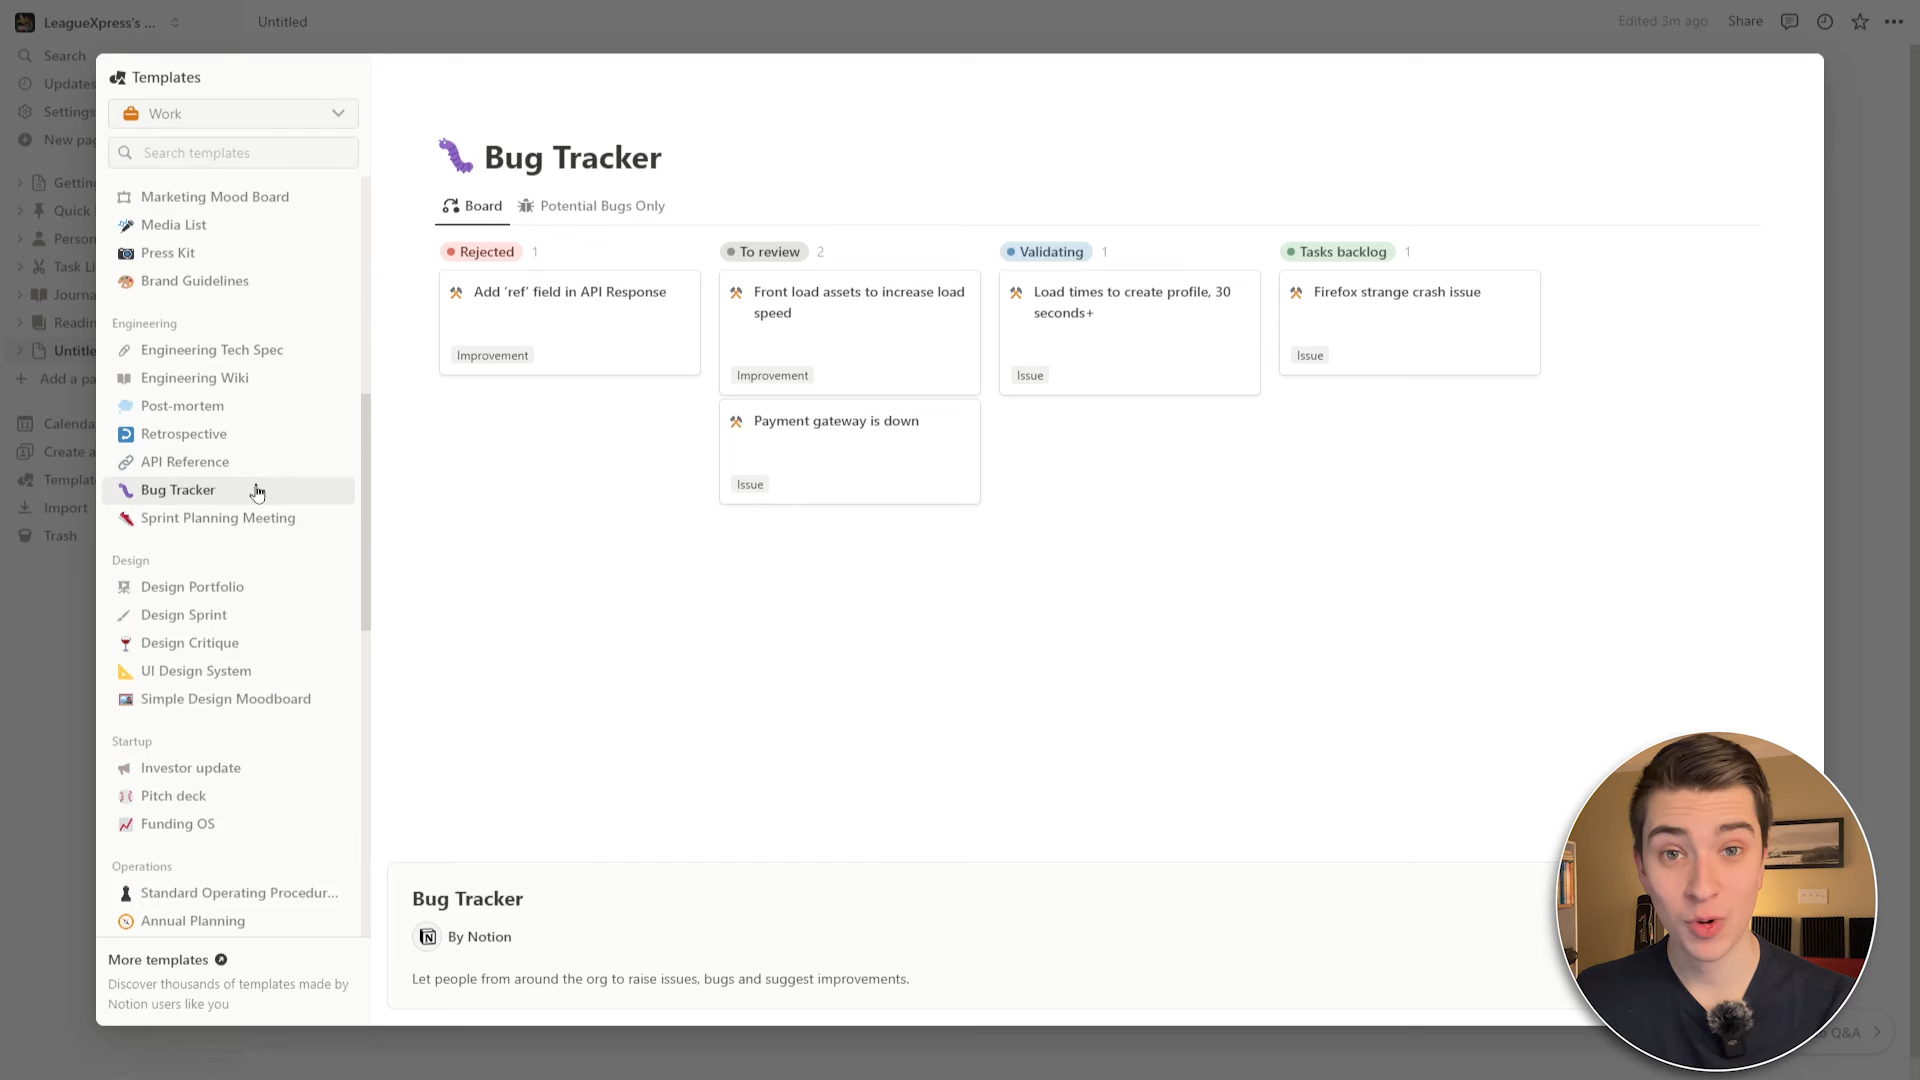 LeagueXpress's ...
Untitled
Edited 3m ago
Share
Search
Updates
Settings
New pag
Getting
Quick
Person
Task Li
Journa
Readin
Untitle
Add a pa
12
Calenda
Create a
Templat
Import
Trash
Templates
Work
Search templates
Marketing Mood Board
Media List
Press Kit
Brand Guidelines
Engineering
Engineering Tech Spec
Engineering Wiki
Post-mortem
Retrospective
API Reference
Bug Tracker
Sprint Planning Meeting
Design
Design Portfolio
Design Sprint
Design Critique
UI Design System
Simple Design Moodboard
Startup
Investor update
Pitch deck
Funding OS
Operations
Standard Operating Procedur...
Annual Planning
More templates
Discover thousands of templates made by
Notion users like you
Bug Tracker
Board
Potential Bugs Only
Rejected 1
To review 2
Validating 1
Tasks backlog 1
Add ‘ref’ field in API Response
Improvement
Front load assets to increase load
speed
Improvement
Payment gateway is down
Issue
Load times to create profile, 30
seconds+
Issue
Firefox strange crash issue
Issue
Bug Tracker
By Notion
Let people from around the org to raise issues, bugs and suggest improvements.
Q&A